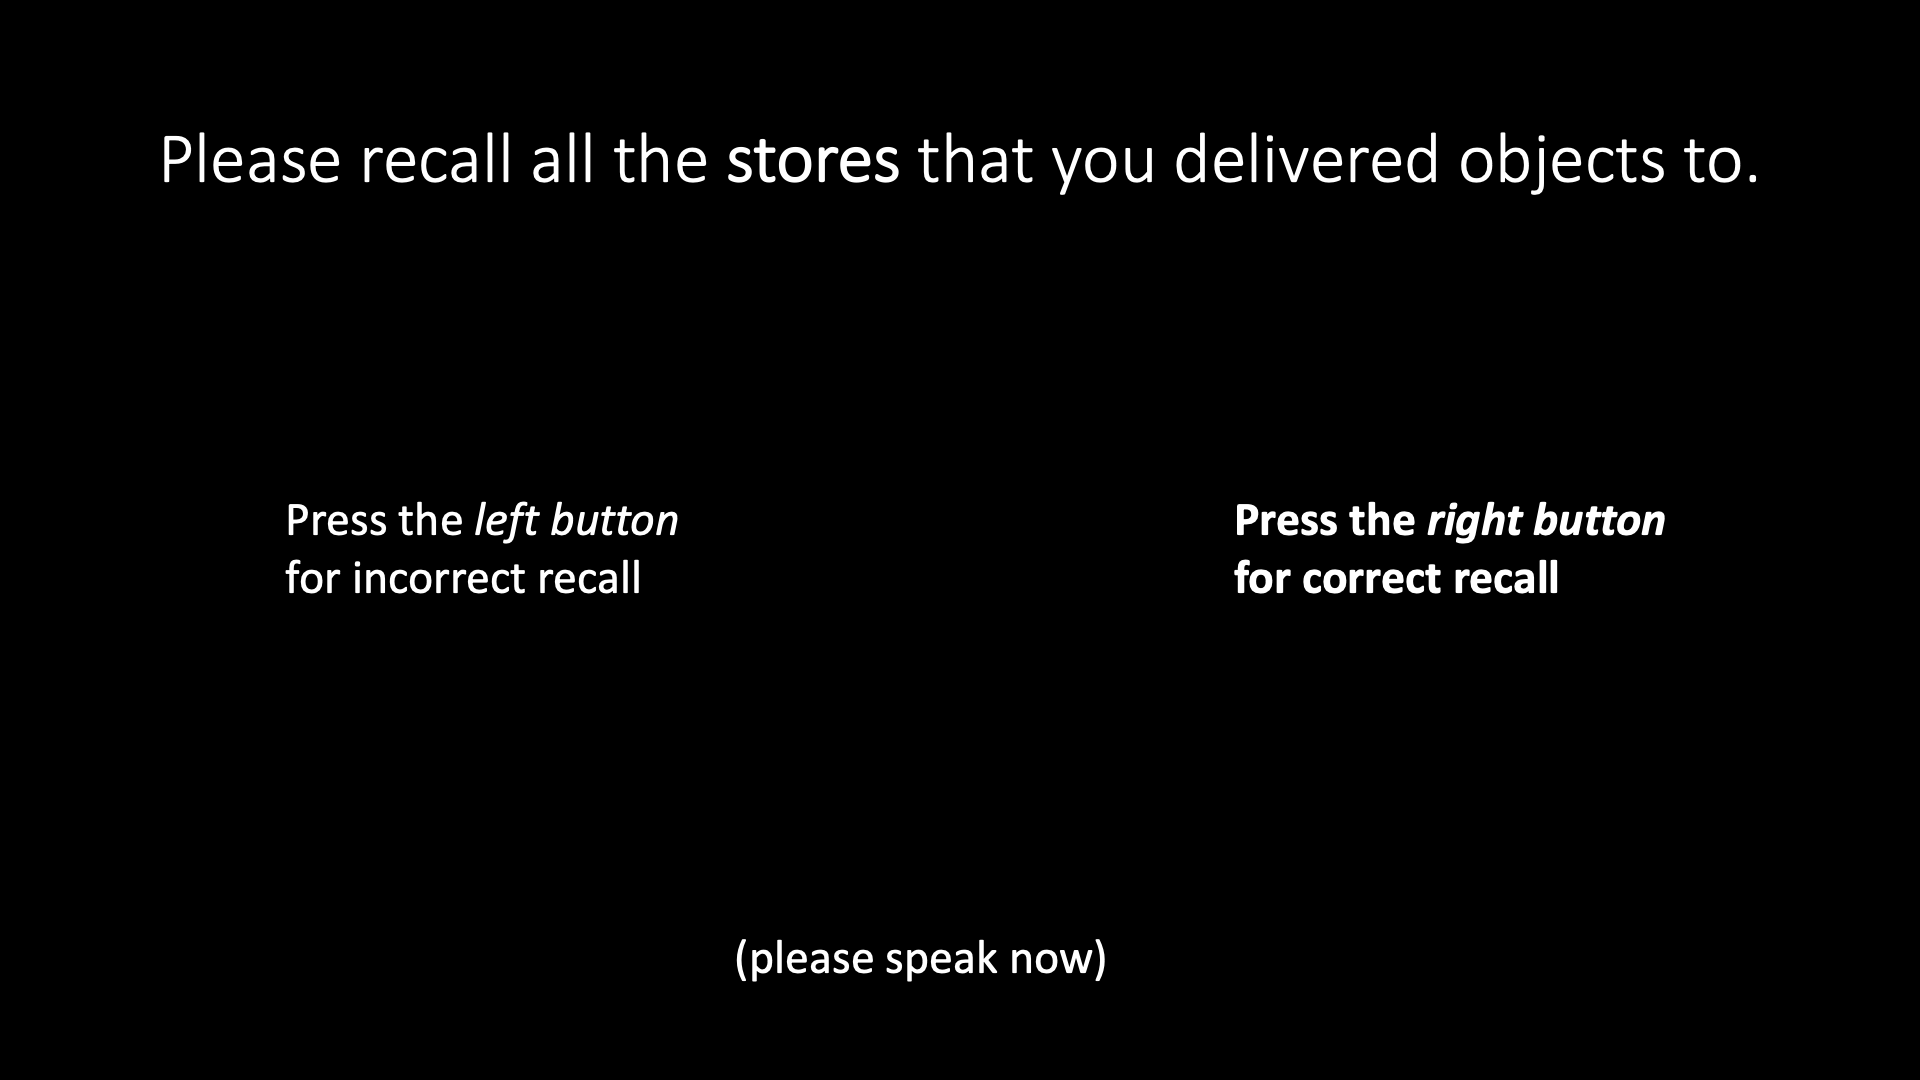 Please recall all the stores that you delivered objects to.
Press the left button
for incorrect recall
Press the right button
for correct recall
(please speak now)